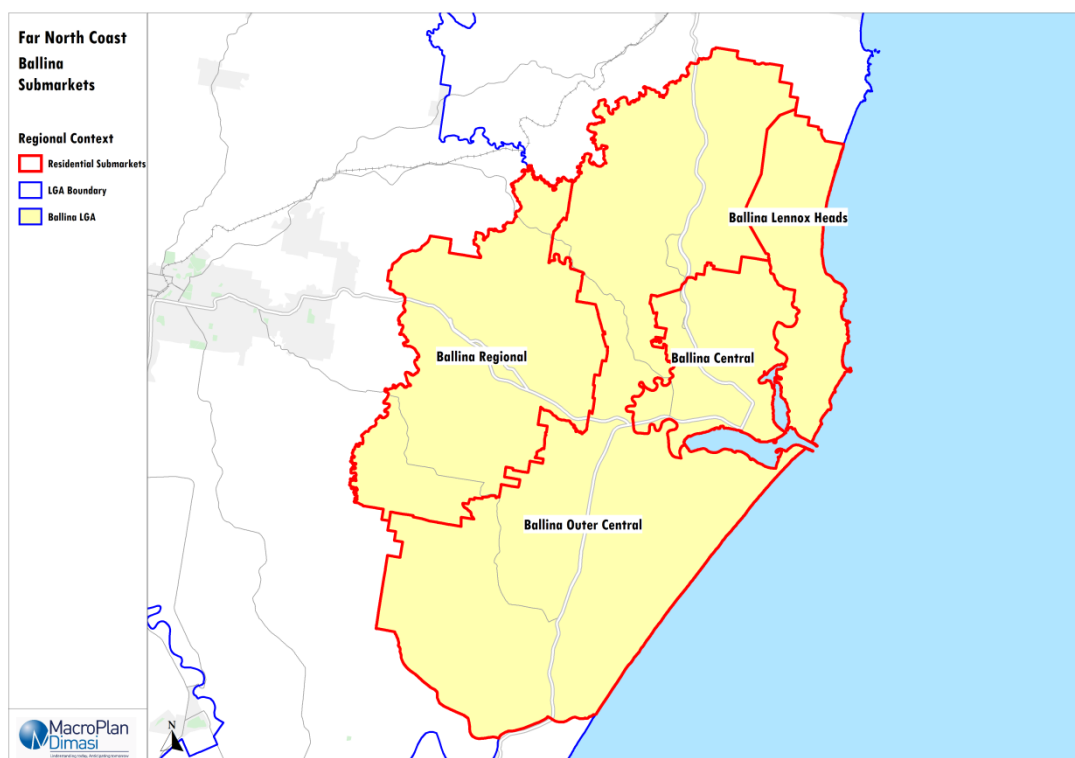 Far North Coast
Ballina
Submarkets
Regional Context
Residential Submarkets
LGA Boundary
Ballina LGA
Ballina Lennox Heads
Ballina Regional
Ballina Central
Ballina Outer Central
N
MacroPlan
Dimasi